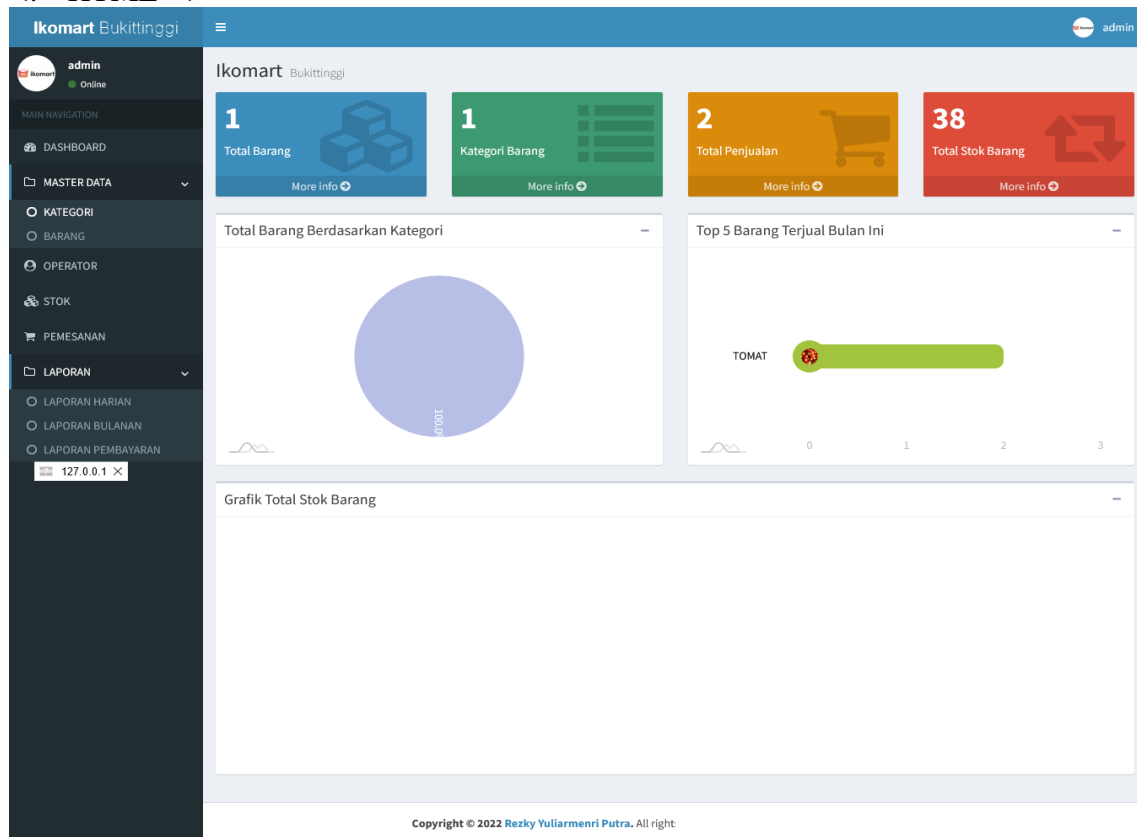 Ikomart Bukittinggi
admin
ikomart
admin
Online
MAIN NAVIGATION
DASHBOARD
MASTER DATA
KATEGORI
BARANG
OPERATOR
STOK
PEMESANAN
LAPORAN
LAPORAN HARIAN
LAPORAN BULANAN
LAPORAN PEMBAYARAN
127.0.0.1
Ikomart Bukittinggi
1
Total Barang
More info
1
Kategori Barang
More info
2
Total Penjualan
More info
38
Total Stok Barang
More info
Total Barang Berdasarkan Kategori
100.0%
Top 5 Barang Terjual Bulan Ini
TOMAT
0 1 2 3
Grafik Total Stok Barang
Copyright © 2022 Rezky Yuliarmenri Putra. All right